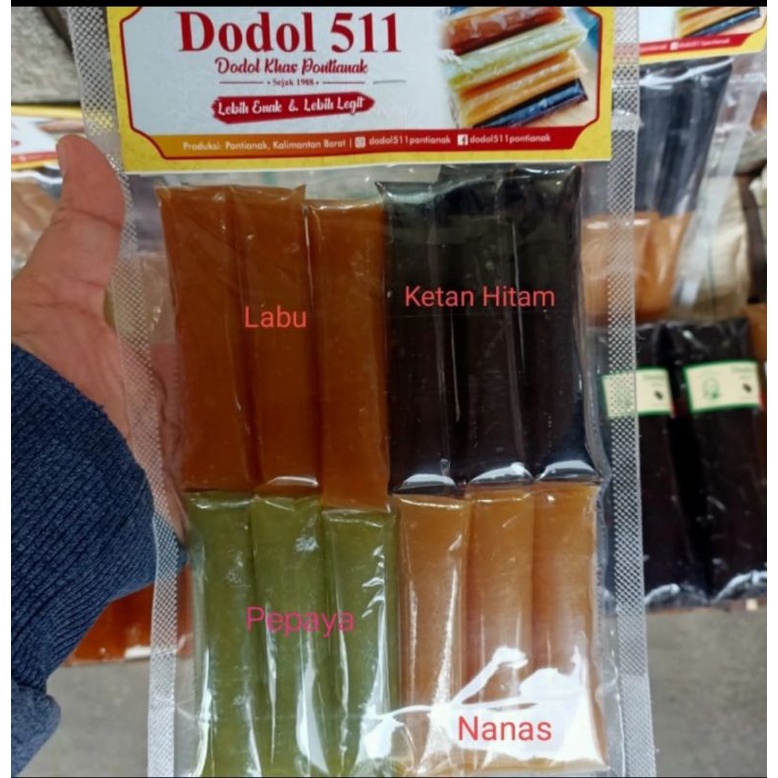 Dodol 511
Dodol Khas Pontianak
• Sejak 1988 •
Lebih Enak & Lebih Legit
Produksi: Pontianak, Kalimantan Barat | dodol511pontianak dodol511pontianak
Labu
Ketan Hitam
Pepaya
Nanas